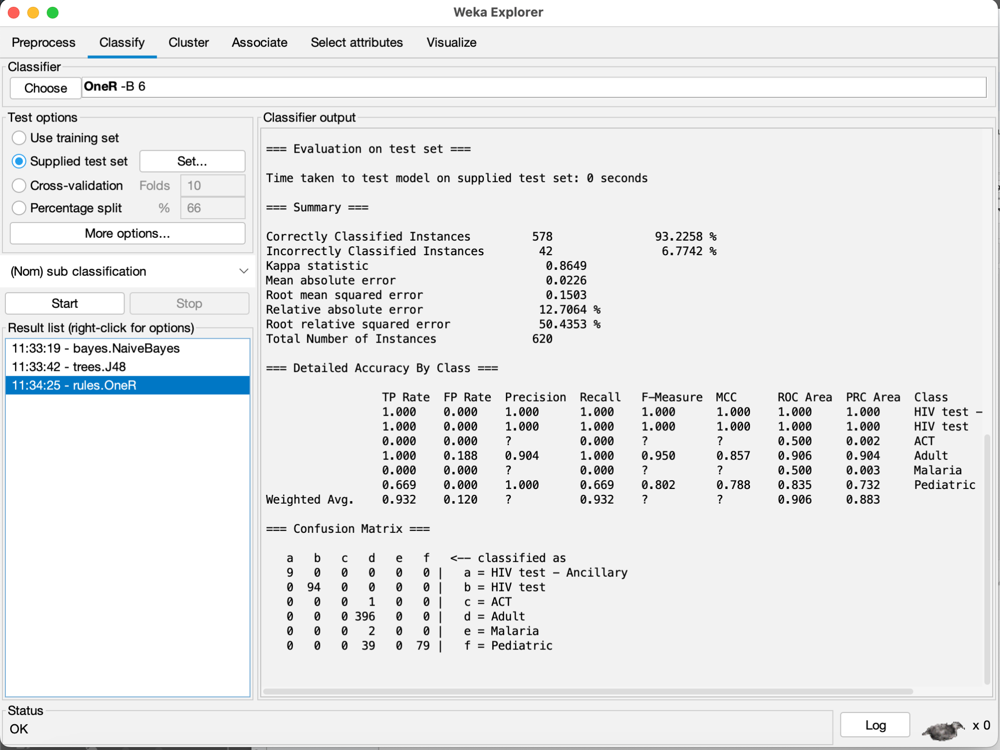 Weka Explorer
Preprocess Classify Cluster Associate Select attributes Visualize
Classifier
Choose OneR -B 6
Test options
Use training set
Supplied test set Set...
Cross-validation Folds 10
Percentage split % 66
More options...
(Nom) sub classification
Start Stop
Result list (right-click for options)
11:33:19 - bayes.NaiveBayes
11:33:42 - trees.J48
11:34:25 - rules.OneR
Classifier output
=== Evaluation on test set ===
Time taken to test model on supplied test set: 0 seconds
=== Summary ===
Correctly Classified Instances 578 93.2258 %
Incorrectly Classified Instances 42 6.7742 %
Kappa statistic 0.8649
Mean absolute error 0.0226
Root mean squared error 0.1503
Relative absolute error 12.7064 %
Root relative squared error 50.4353 %
Total Number of Instances 620
=== Detailed Accuracy By Class ===
TP Rate FP Rate Precision Recall F-Measure MCC ROC Area PRC Area Class
1.000 0.000 1.000 1.000 1.000 1.000 1.000 1.000 HIV test -
1.000 0.000 1.000 1.000 1.000 1.000 1.000 1.000 HIV test
0.000 0.000 ? 0.000 ? ? 0.500 0.002 ACT
1.000 0.188 0.904 1.000 0.950 0.857 0.906 0.904 Adult
0.000 0.000 ? 0.000 ? ? 0.500 0.003 Malaria
0.669 0.000 1.000 0.669 0.802 0.788 0.835 0.732 Pediatric
Weighted Avg. 0.932 0.120 ? 0.932 ? ? 0.906 0.883
=== Confusion Matrix ===
a b c d e f <-- classified as
9 0 0 0 0 0 | a = HIV test - Ancillary
0 94 0 0 0 0 | b = HIV test
0 0 0 1 0 0 | c = ACT
0 0 0 396 0 0 | d = Adult
0 0 0 2 0 0 | e = Malaria
0 0 0 39 0 79 | f = Pediatric
Status
OK
Log x 0